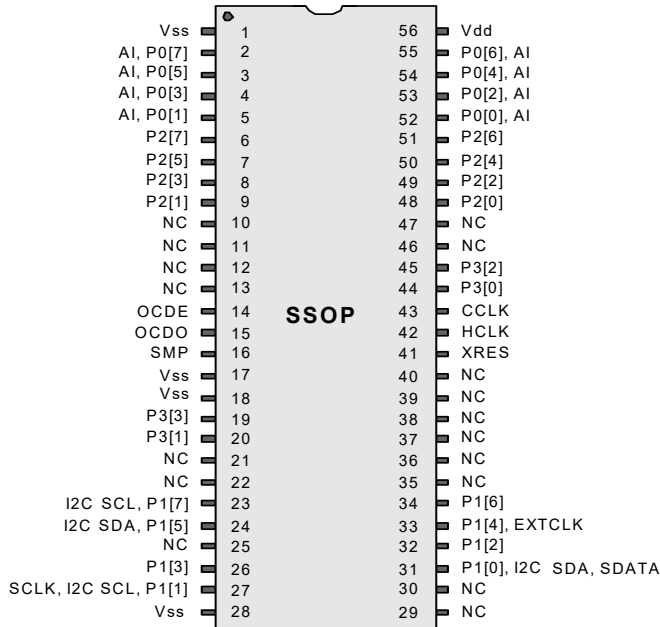 Vss 1 56 Vdd
AI, P0[7] 2 55 P0[6], AI
AI, P0[5] 3 54 P0[4], AI
AI, P0[3] 4 53 P0[2], AI
AI, P0[1] 5 52 P0[0], AI
P2[7] 6 51 P2[6]
P2[5] 7 50 P2[4]
P2[3] 8 49 P2[2]
P2[1] 9 48 P2[0]
NC 10 47 NC
NC 11 46 NC
NC 12 45 P3[2]
NC 13 44 P3[0]
OCDE 14 SSOP 43 CCLK
OCDO 15 42 HCLK
SMP 16 41 XRES
Vss 17 40 NC
Vss 18 39 NC
P3[3] 19 38 NC
P3[1] 20 37 NC
NC 21 36 NC
NC 22 35 NC
I2C SCL, P1[7] 23 34 P1[6]
I2C SDA, P1[5] 24 33 P1[4], EXTCLK
NC 25 32 P1[2]
P1[3] 26 31 P1[0], I2C SDA, SDATA
SCLK, I2C SCL, P1[1] 27 30 NC
Vss 28 29 NC